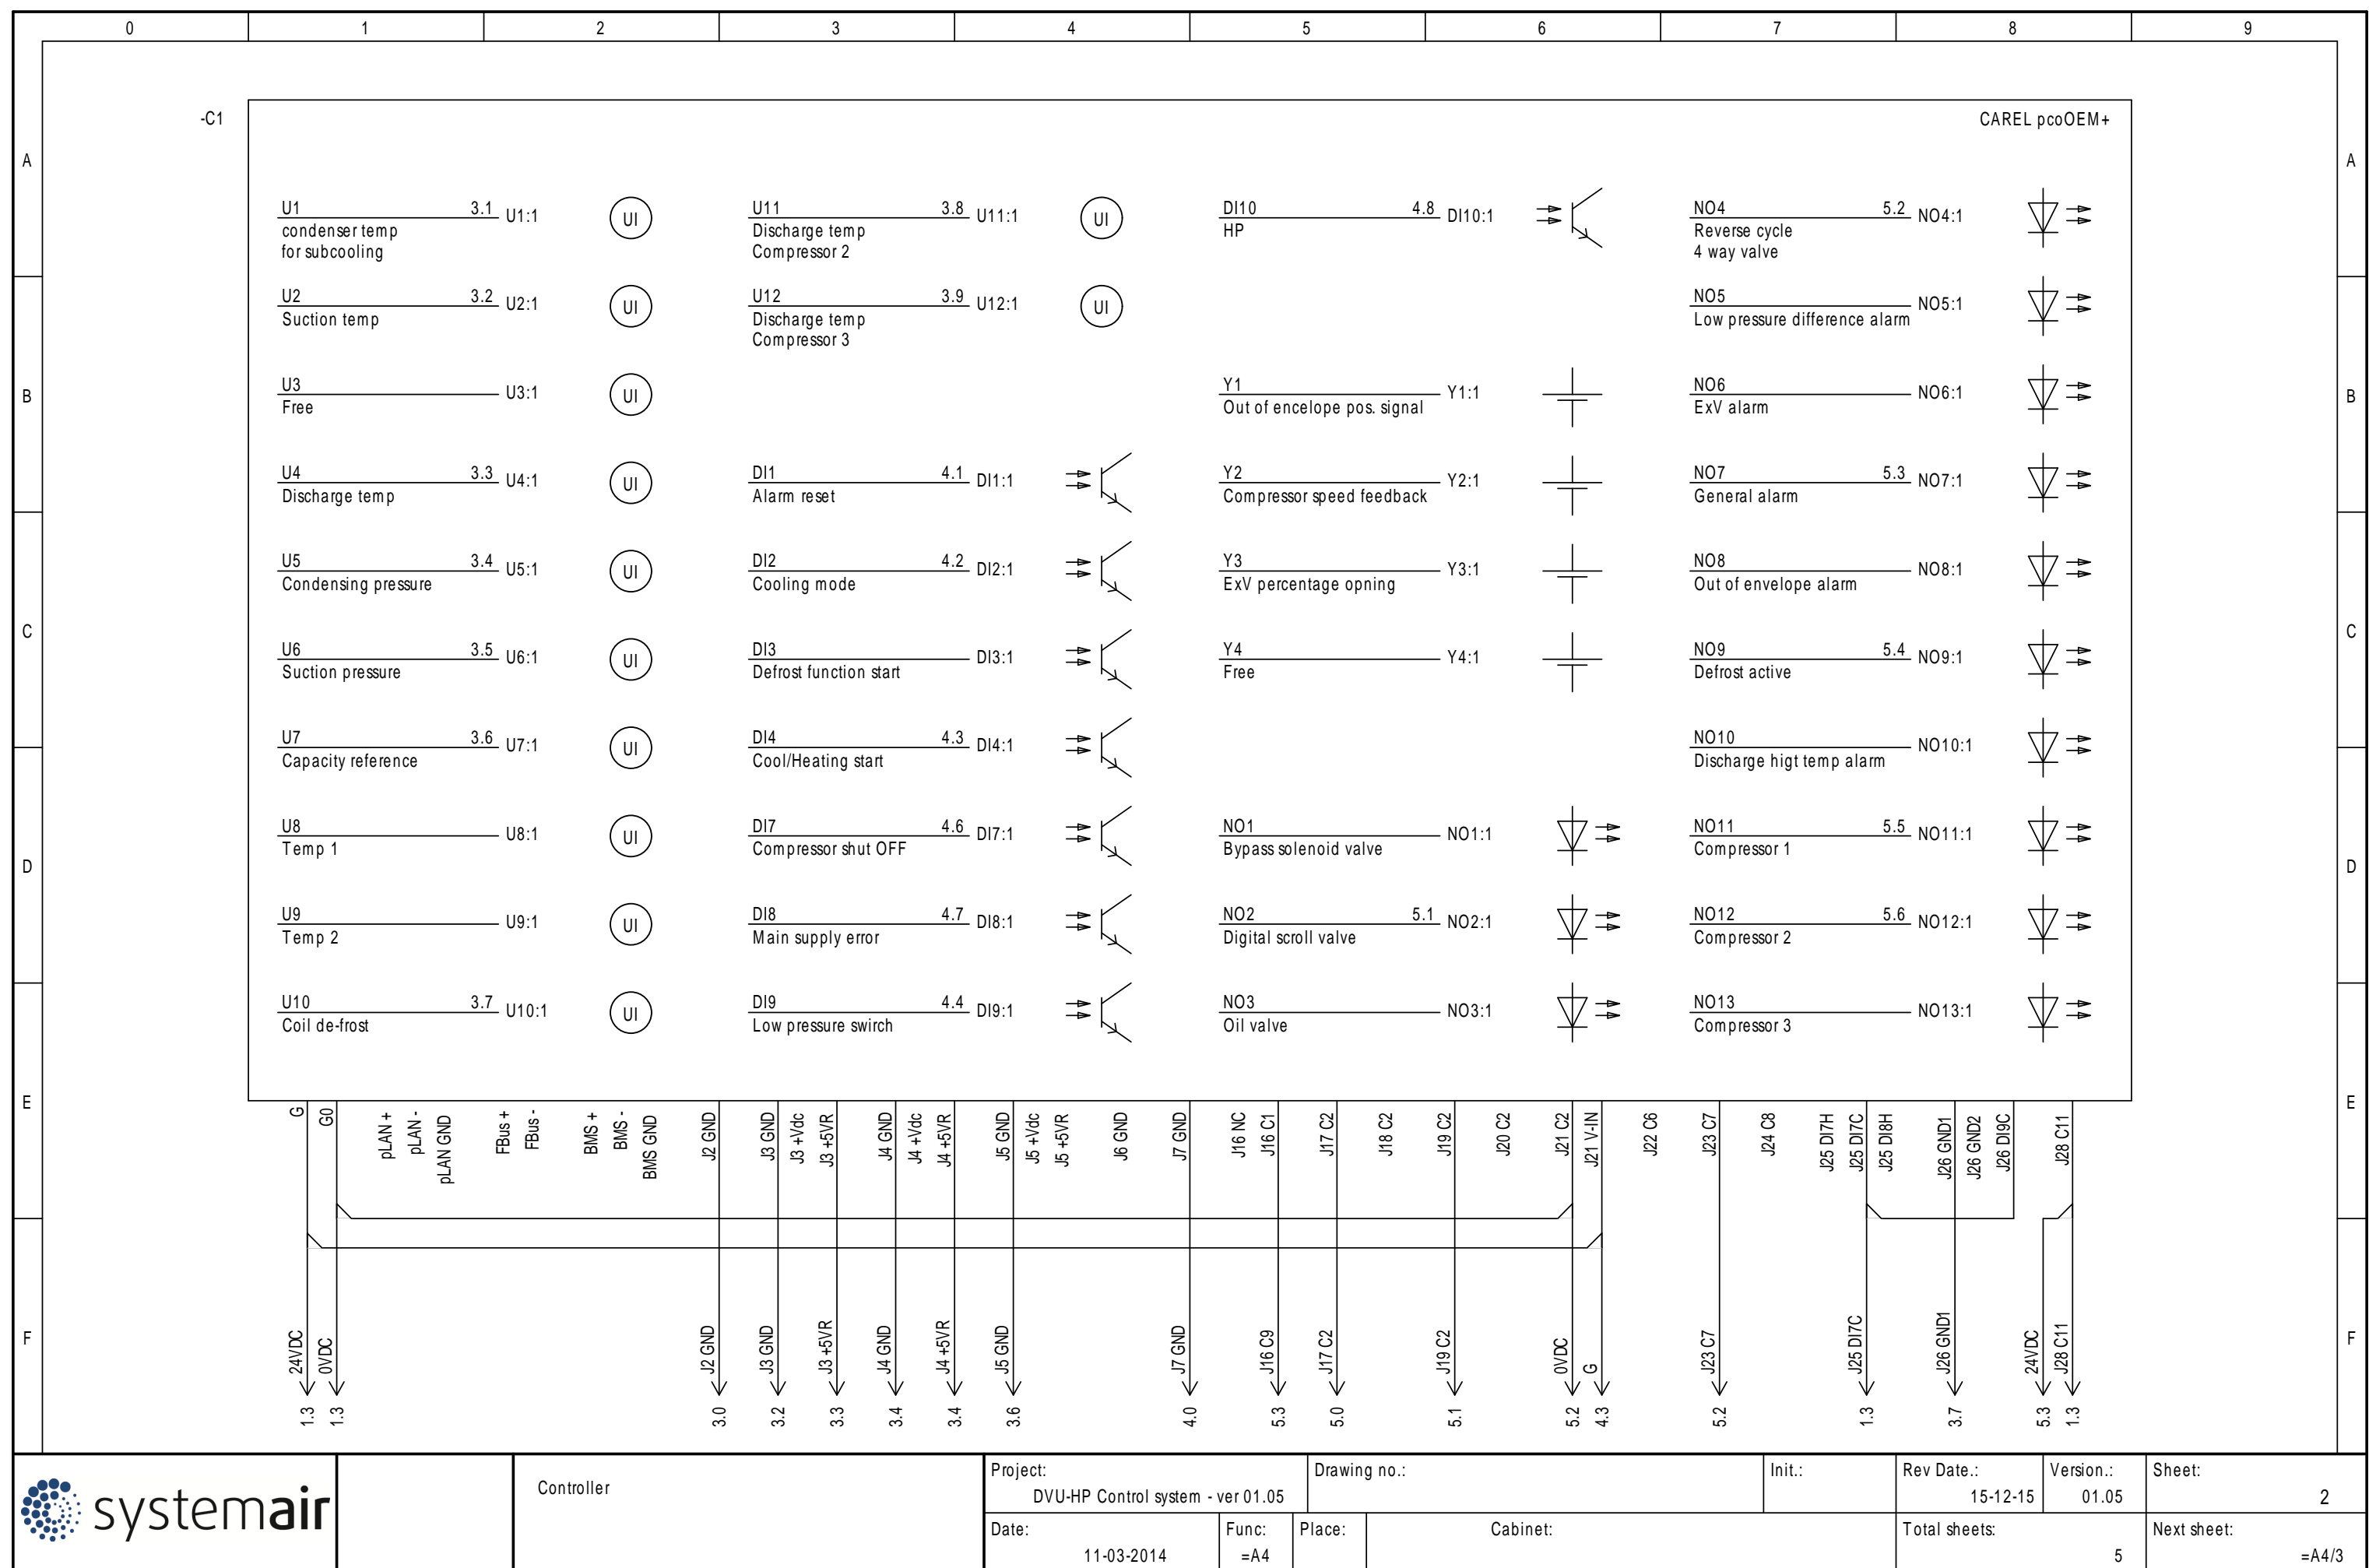 0 1 2 3 4 5 6 7 8 9
-C1
CAREL pcoOEM+
A
A
B
B
C
C
D
D
E
E
F
F
U1 3.1 U1:1 UI
condenser temp
for subcooling
U2 3.2 U2:1 UI
Suction temp
U3 U3:1 UI
Free
U4 3.3 U4:1 UI
Discharge temp
U5 3.4 U5:1 UI
Condensing pressure
U6 3.5 U6:1 UI
Suction pressure
U7 3.6 U7:1 UI
Capacity reference
U8 U8:1 UI
Temp 1
U9 U9:1 UI
Temp 2
U10 3.7 U10:1 UI
Coil de-frost
U11 3.8 U11:1 UI
Discharge temp
Compressor 2
U12 3.9 U12:1 UI
Discharge temp
Compressor 3
DI1 4.1 DI1:1
Alarm reset
DI2 4.2 DI2:1
Cooling mode
DI3 DI3:1
Defrost function start
DI4 4.3 DI4:1
Cool/Heating start
DI7 4.6 DI7:1
Compressor shut OFF
DI8 4.7 DI8:1
Main supply error
DI9 4.4 DI9:1
Low pressure swirch
DI10 4.8 DI10:1
HP
Y1 Y1:1
Out of encelope pos. signal
Y2 Y2:1
Compressor speed feedback
Y3 Y3:1
ExV percentage opning
Y4 Y4:1
Free
NO1 NO1:1
Bypass solenoid valve
NO2 5.1 NO2:1
Digital scroll valve
NO3 NO3:1
Oil valve
NO4 5.2 NO4:1
Reverse cycle
4 way valve
NO5 NO5:1
Low pressure difference alarm
NO6 NO6:1
ExV alarm
NO7 5.3 NO7:1
General alarm
NO8 NO8:1
Out of envelope alarm
NO9 5.4 NO9:1
Defrost active
NO10 NO10:1
Discharge higt temp alarm
NO11 5.5 NO11:1
Compressor 1
NO12 5.6 NO12:1
Compressor 2
NO13 NO13:1
Compressor 3
G
G0
pLAN +
pLAN -
pLAN GND
FBus +
FBus -
BMS +
BMS -
BMS GND
J2 GND
J3 GND
J3 +Vdc
J3 +5VR
J4 GND
J4 +Vdc
J4 +5VR
J5 GND
J5 +Vdc
J5 +5VR
J6 GND
J7 GND
J16 NC
J16 C1
J17 C2
J18 C2
J19 C2
J20 C2
J21 C2
J21 V-IN
J22 C6
J23 C7
J24 C8
J25 DI7H
J25 DI7C
J25 DI8H
J26 GND1
J26 GND2
J26 DI9C
J28 C11
24VDC
0VDC
J2 GND
J3 GND
J3 +5VR
J4 GND
J4 +5VR
J5 GND
J7 GND
J16 C9
J17 C2
J19 C2
0VDC
G
J23 C7
J25 DI7C
J26 GND1
24VDC
J28 C11
1.3
1.3
3.0
3.2
3.3
3.4
3.4
3.6
4.0
5.3
5.0
5.1
5.2
4.3
5.2
1.3
3.7
5.3
1.3
systemair
Controller
Project:
DVU-HP Control system - ver 01.05
Drawing no.:
Init.:
Rev Date.:
15-12-15
Version.:
01.05
Sheet:
2
Date:
11-03-2014
Func:
=A4
Place:
Cabinet:
Total sheets:
5
Next sheet:
=A4/3